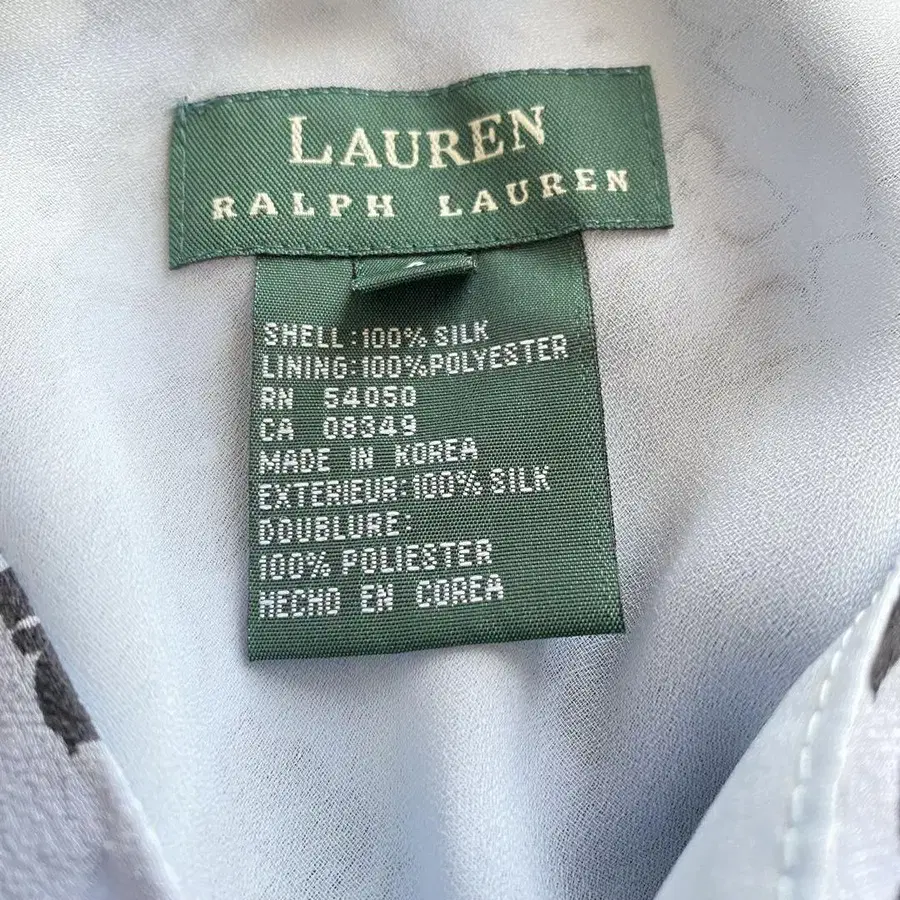 LAUREN
RALPH LAUREN
SHELL:100% SILK
LINING:100%POLYESTER
RN 54050
CA 08349
MADE IN KOREA
EXTERIEUR:100% SILK
DOUBLURE:
100% POLIESTER
HECHO EN COREA